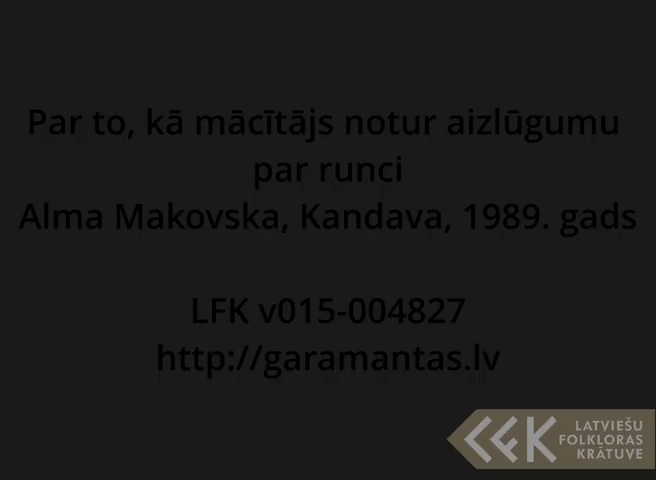 Par to, kā mācītājs notur aizlūgumu
par runci
Alma Makovska, Kandava, 1989. gads
LFK v015-004827
http://garamantas.lv
LFK
LATVIEŠU
FOLKLORAS
KRĀTUVE